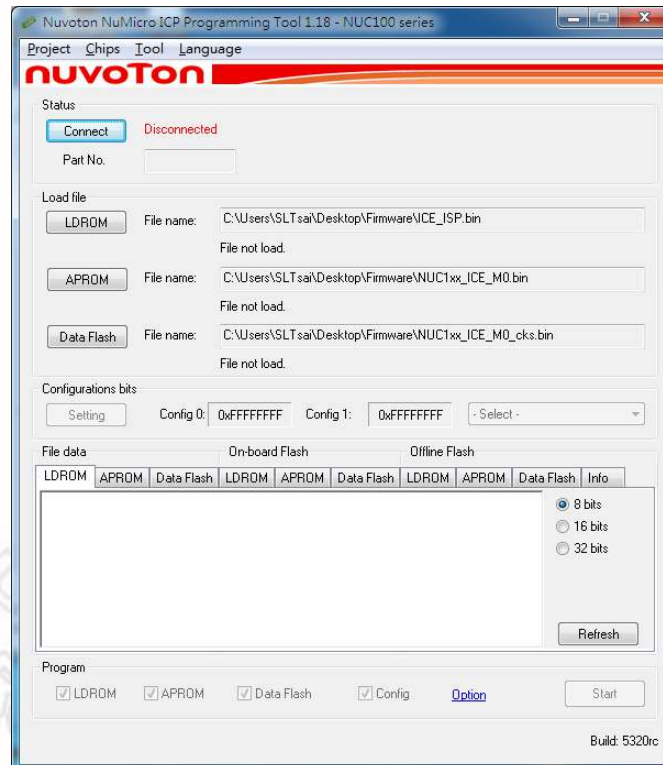 Nuvoton NuMicro ICP Programming Tool 1.18 - NUC100 series
Project Chips Tool Language
nuvoTon
Status
Connect Disconnected
Part No.
Load file
LDROM File name: C:\Users\SLTsai\Desktop\Firmware\ICE_ISP.bin
File not load.
APROM File name: C:\Users\SLTsai\Desktop\Firmware\NUC1xx_ICE_M0.bin
File not load.
Data Flash File name: C:\Users\SLTsai\Desktop\Firmware\NUC1xx_ICE_M0_cks.bin
File not load.
Configurations bits
Setting Config 0: 0xFFFFFFFF Config 1: 0xFFFFFFFF - Select -
File data On-board Flash Offline Flash
LDROM APROM Data Flash LDROM APROM Data Flash LDROM APROM Data Flash Info
8 bits
16 bits
32 bits
Refresh
Program
LDROM APROM Data Flash Config Option Start
Build: 5320rc